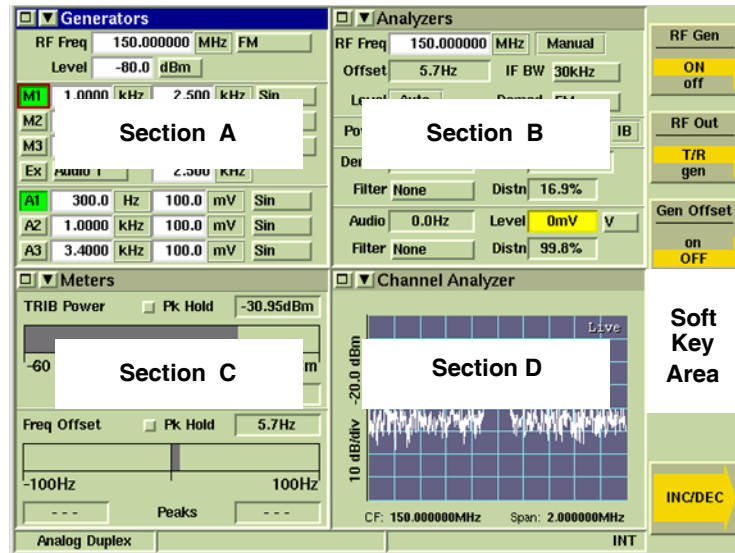 Generators
RF Freq 150.000000 MHz FM
Level -80.0 dBm
M1 1.0000 kHz 2.500 kHz Sin
M2
M3
Section A
Ex Audio 1 2.500 kHz
A1 300.0 Hz 100.0 mV Sin
A2 1.0000 kHz 100.0 mV Sin
A3 3.4000 kHz 100.0 mV Sin
Analyzers
RF Freq 150.000000 MHz Manual
Offset 5.7Hz IF BW 30kHz
Level Auto Demod FM
Section B
IB
Filter None Distn 16.9%
Audio 0.0Hz Level 0mV V
Filter None Distn 99.8%
RF Gen
ON
off
RF Out
T/R
gen
Gen Offset
on
OFF
Soft
Key
Area
INC/DEC
Meters
TRIB Power Pk Hold -30.95dBm
-60
Section C
Freq Offset Pk Hold 5.7Hz
-100Hz 100Hz
- - - Peaks - - -
Channel Analyzer
Live
-20.0 dBm
Section D
10 dB/div
CF: 150.000000MHz Span: 2.000000MHz
Analog Duplex INT